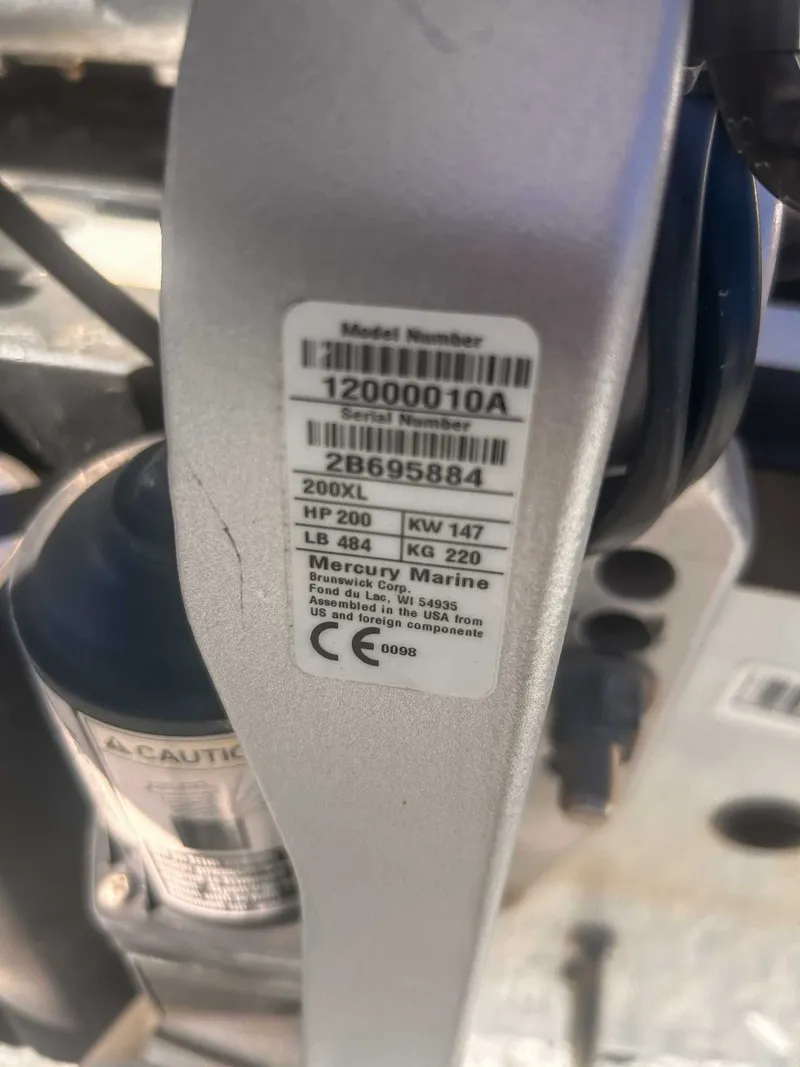 Model Number
12000010A
Serial Number
2B695884
200XL
HP 200 KW 147
LB 484 KG 220
Mercury Marine
Brunswick Corp.
Fond du Lac, WI 54935
Assembled in the USA from
US and foreign components
CE 0098
CAUTIO